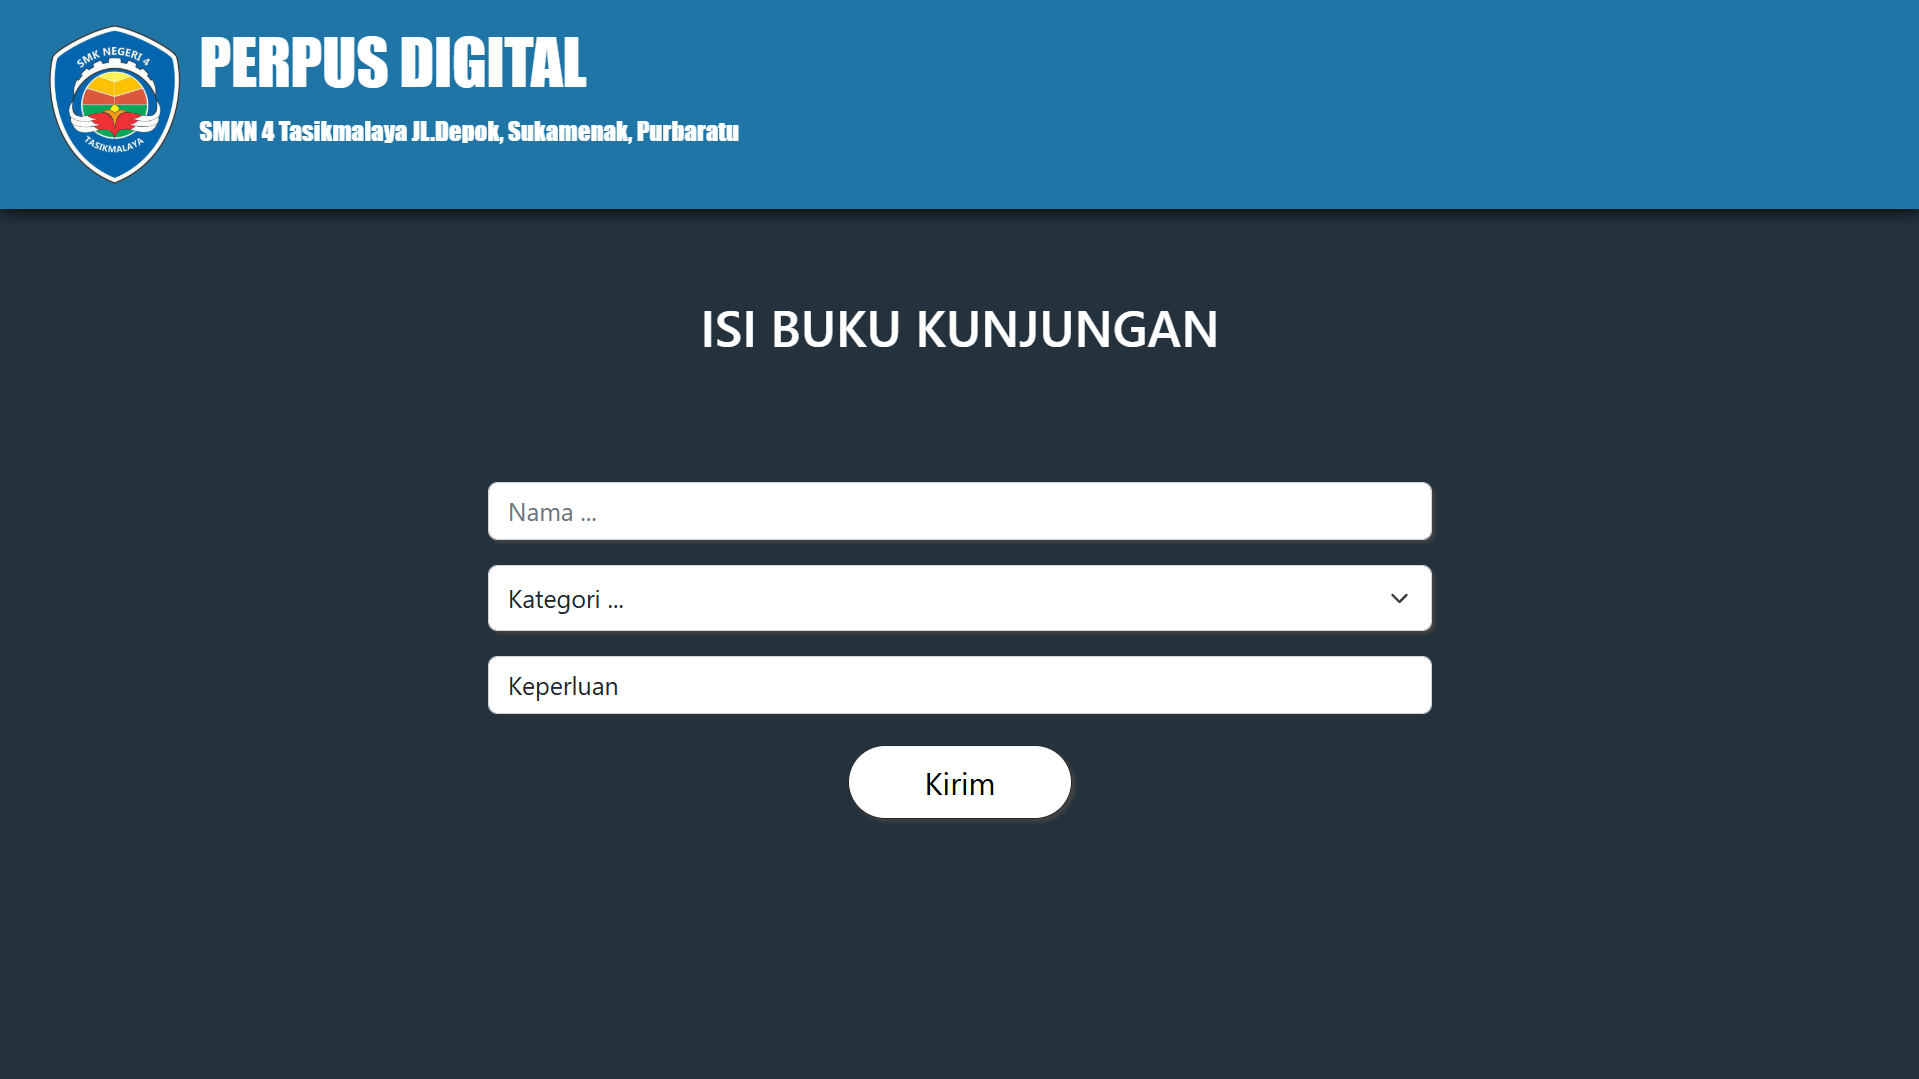 SMK NEGERI 4
TASIKMALAYA
PERPUS DIGITAL
SMKN 4 Tasikmalaya JL.Depok, Sukamenak, Purbaratu
ISI BUKU KUNJUNGAN
Nama ...
Kategori ...
Keperluan
Kirim